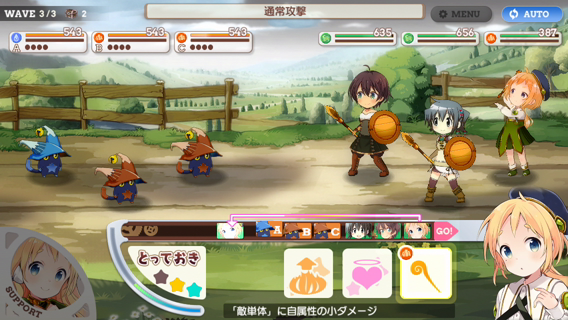 WAVE 3/3
2
通常攻撃
MENU
AUTO
543
543
543
A
B
C
635
656
387
A
B
C
GO!
とっておき
SUPPORT
「敵単体」に自属性の小ダメージ